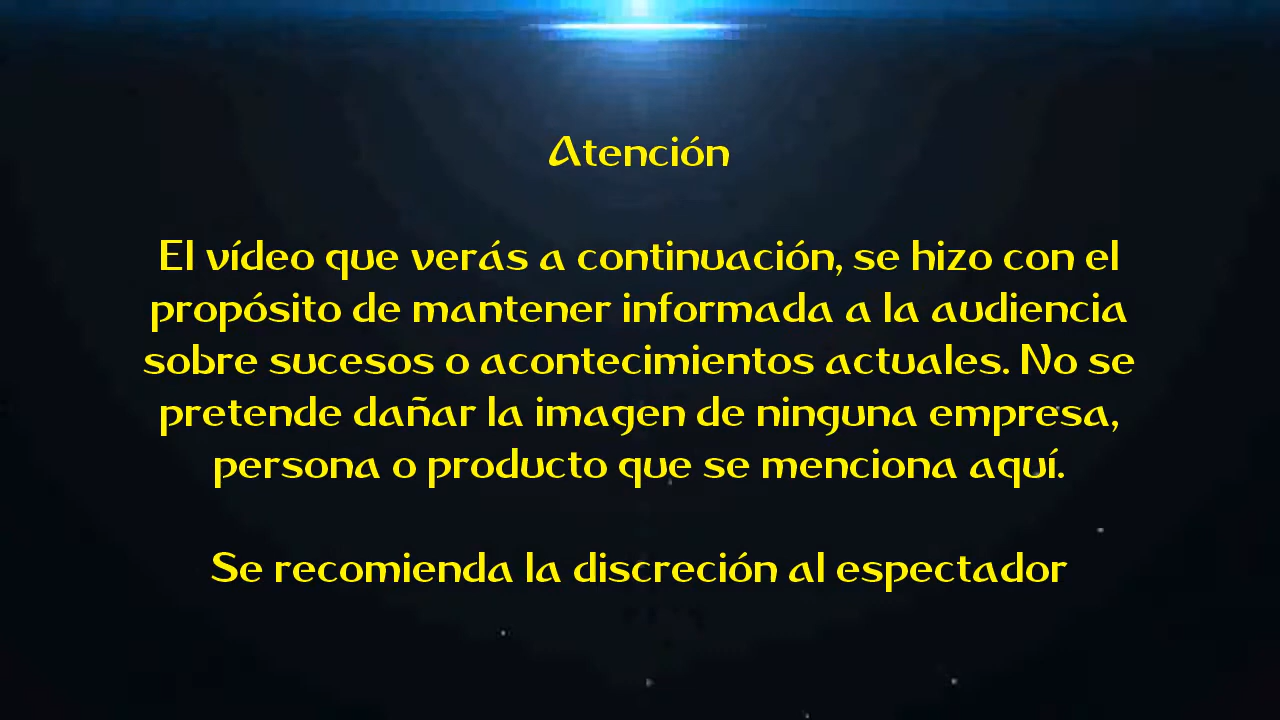 Atención
El vídeo que verás a continuación, se hizo con el
propósito de mantener informada a la audiencia
sobre sucesos o acontecimientos actuales. No se
pretende dañar la imagen de ninguna empresa,
persona o producto que se menciona aquí.
Se recomienda la discreción al espectador